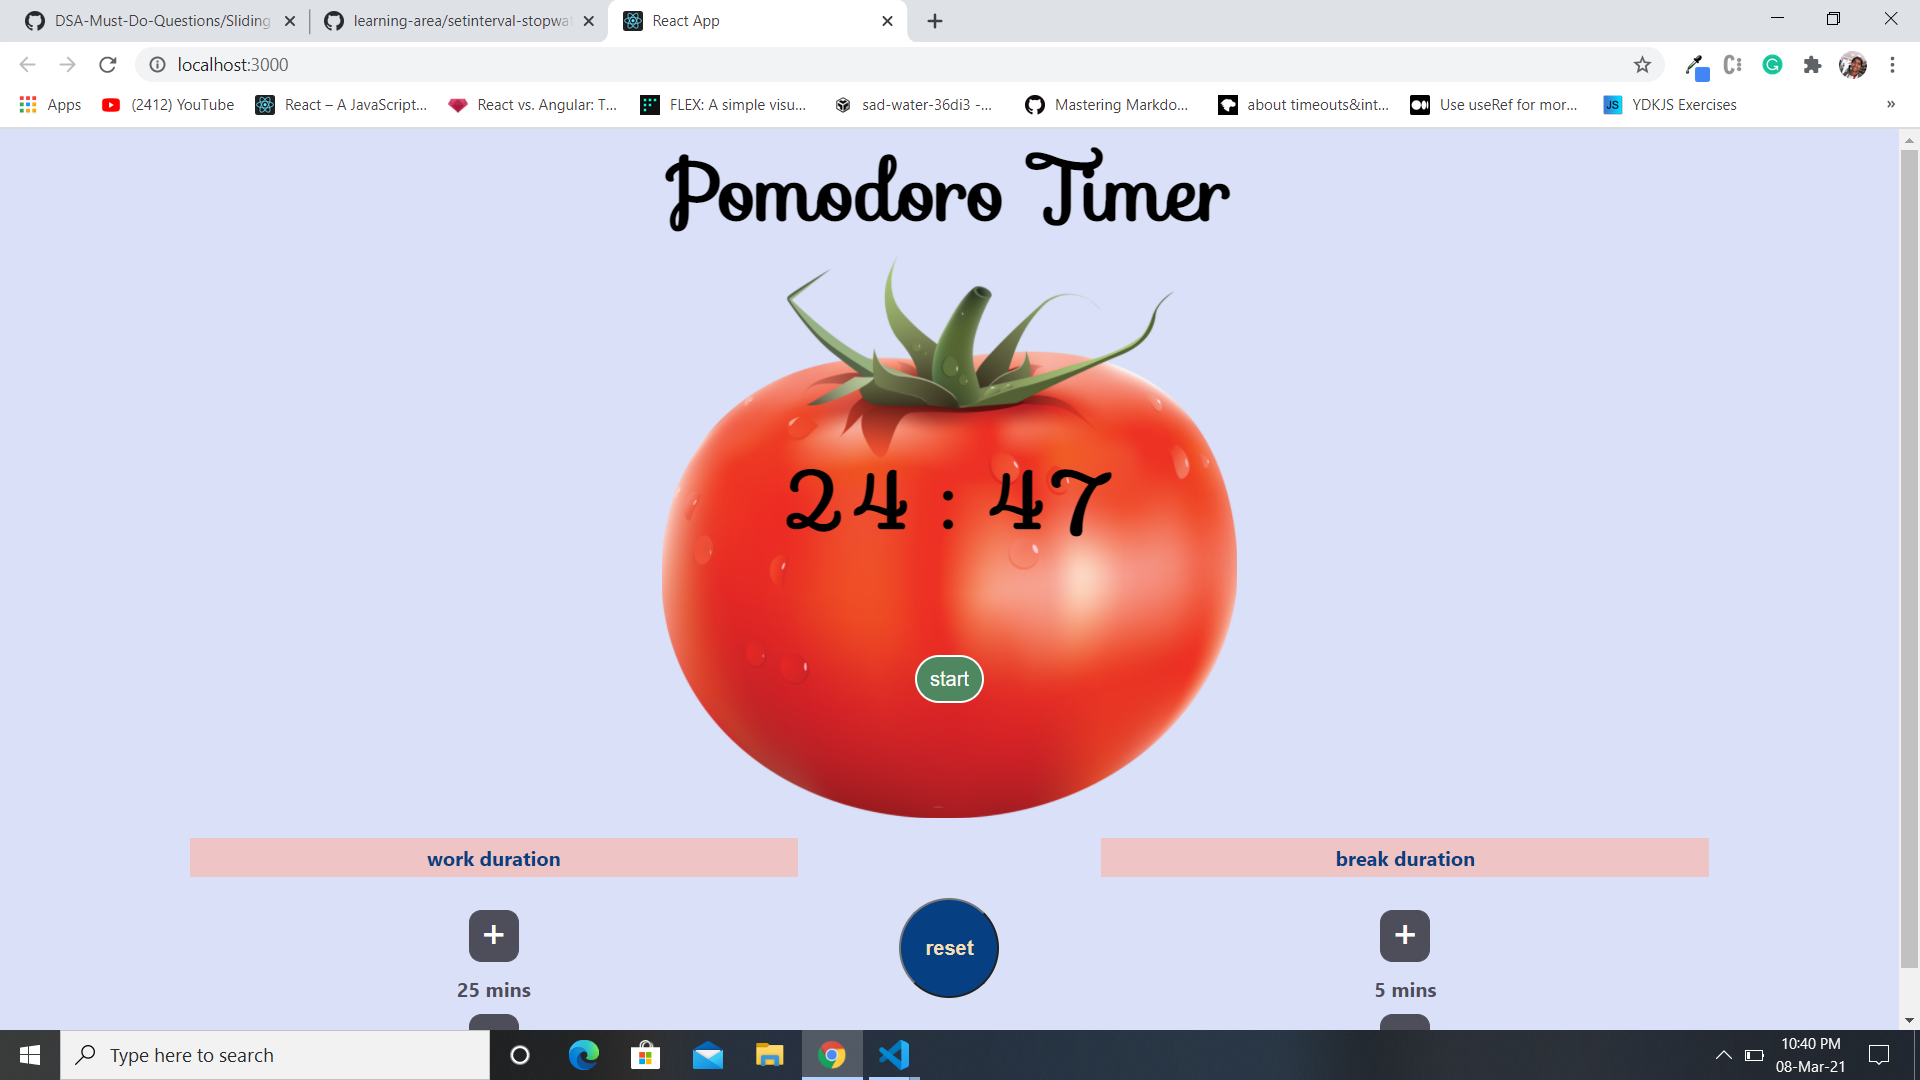 DSA-Must-Do-Questions/Sliding
learning-area/setinterval-stopwa
React App
localhost:3000
Apps
(2412) YouTube
React – A JavaScript...
React vs. Angular: T...
FLEX: A simple visu...
sad-water-36di3 -...
Mastering Markdo...
about timeouts&int...
Use useRef for mor...
JS
YDKJS Exercises
»
Pomodoro Timer
24 : 47
start
work duration
break duration
+
+
reset
25 mins
5 mins
Type here to search
10:40 PM
08-Mar-21